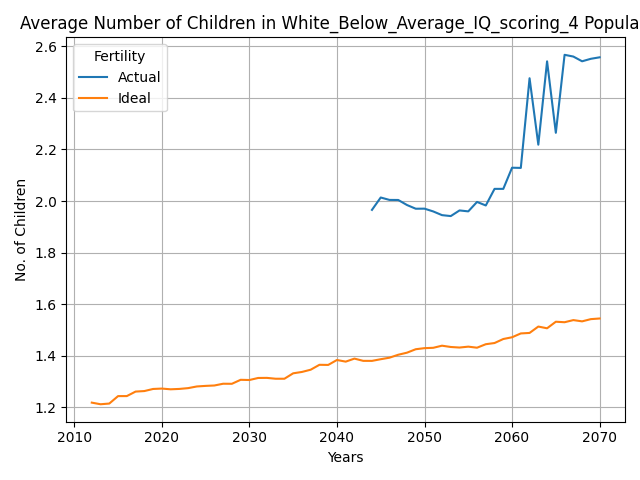 Average Number of Children in White_Below_Average_IQ_scoring_4 Popula
Fertility
Actual
Ideal
No. of Children
2.6
2.4
2.2
2.0
1.8
1.6
1.4
1.2
2010 2020 2030 2040 2050 2060 2070
Years